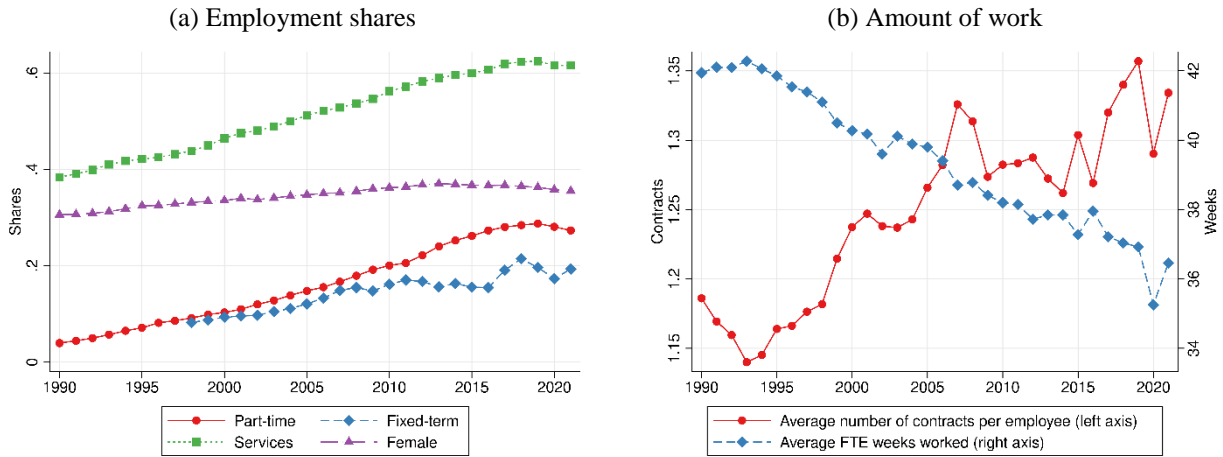 (a) Employment shares
Shares
.6
.4
.2
0
1990 1995 2000 2005 2010 2015 2020
Part-time Fixed-term
Services Female
(b) Amount of work
Contracts
1.35
1.3
1.25
1.2
1.15
42
40
38
36
34
Weeks
1990 1995 2000 2005 2010 2015 2020
Average number of contracts per employee (left axis)
Average FTE weeks worked (right axis)